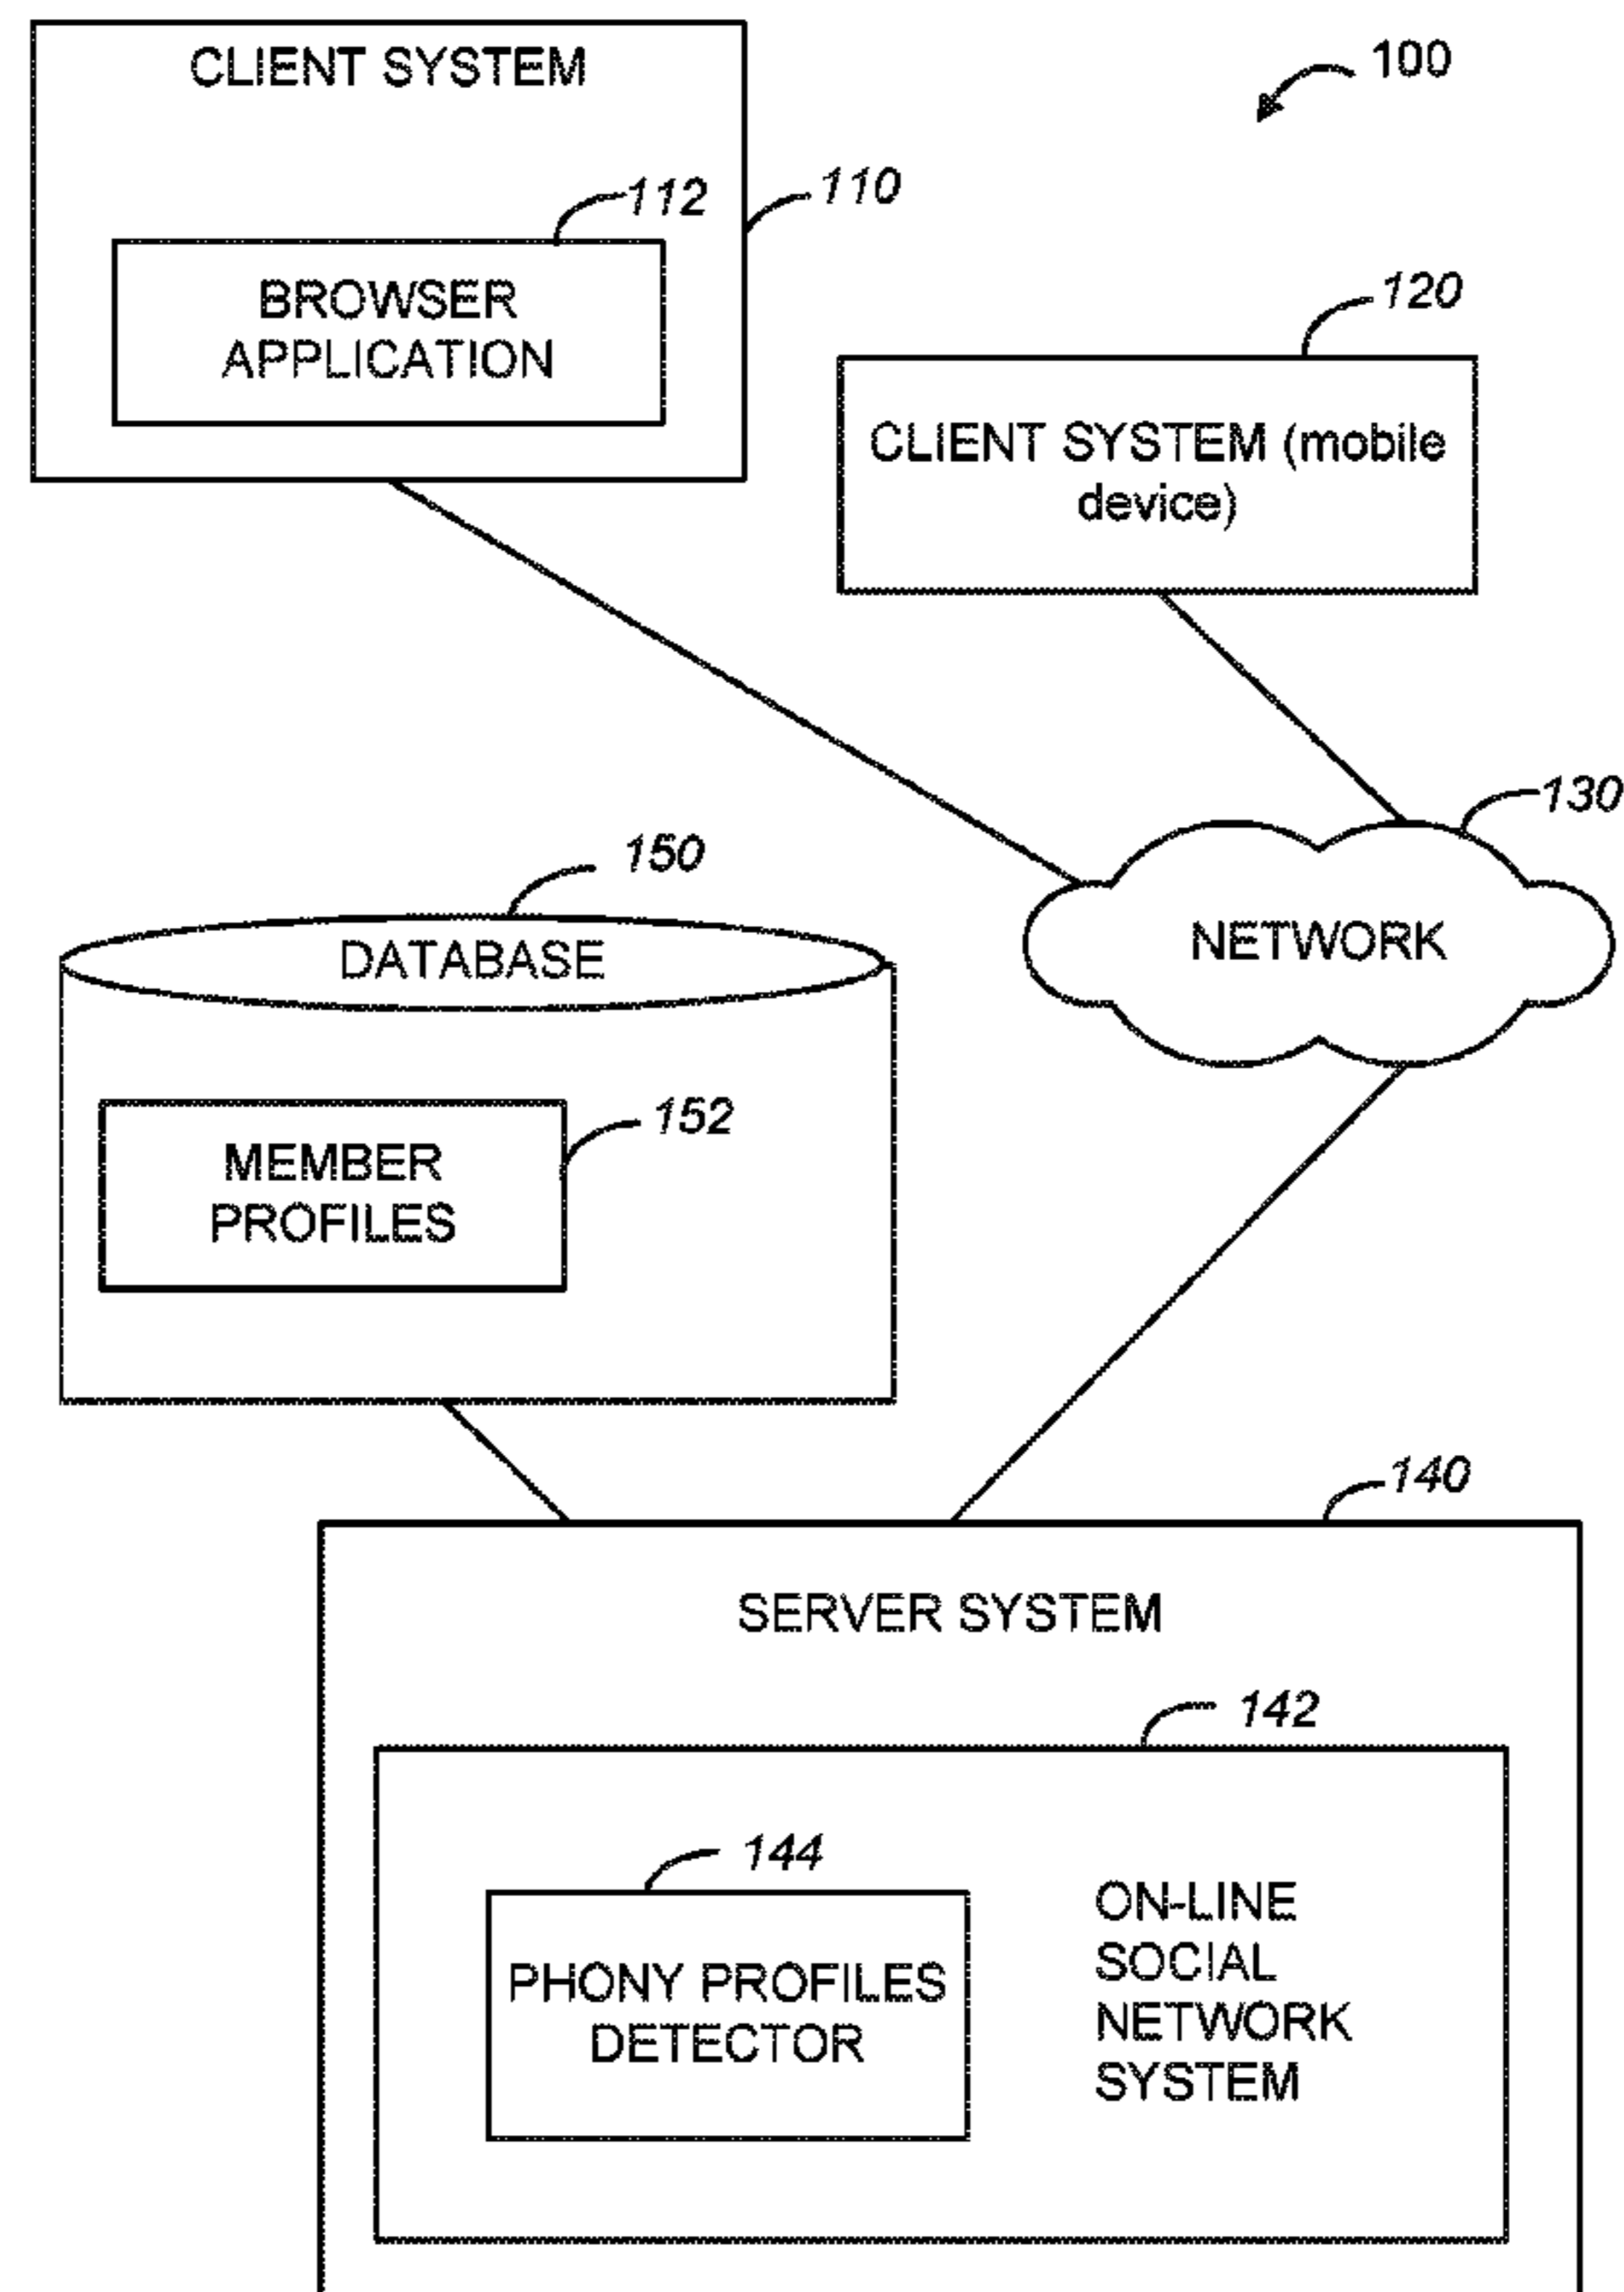 CLIENT SYSTEM
100
112
110
BROWSER
APPLICATION
120
CLIENT SYSTEM (mobile
device)
130
NETWORK
150
DATABASE
152
MEMBER
PROFILES
140
SERVER SYSTEM
142
144
PHONY PROFILES
DETECTOR
ON-LINE
SOCIAL
NETWORK
SYSTEM